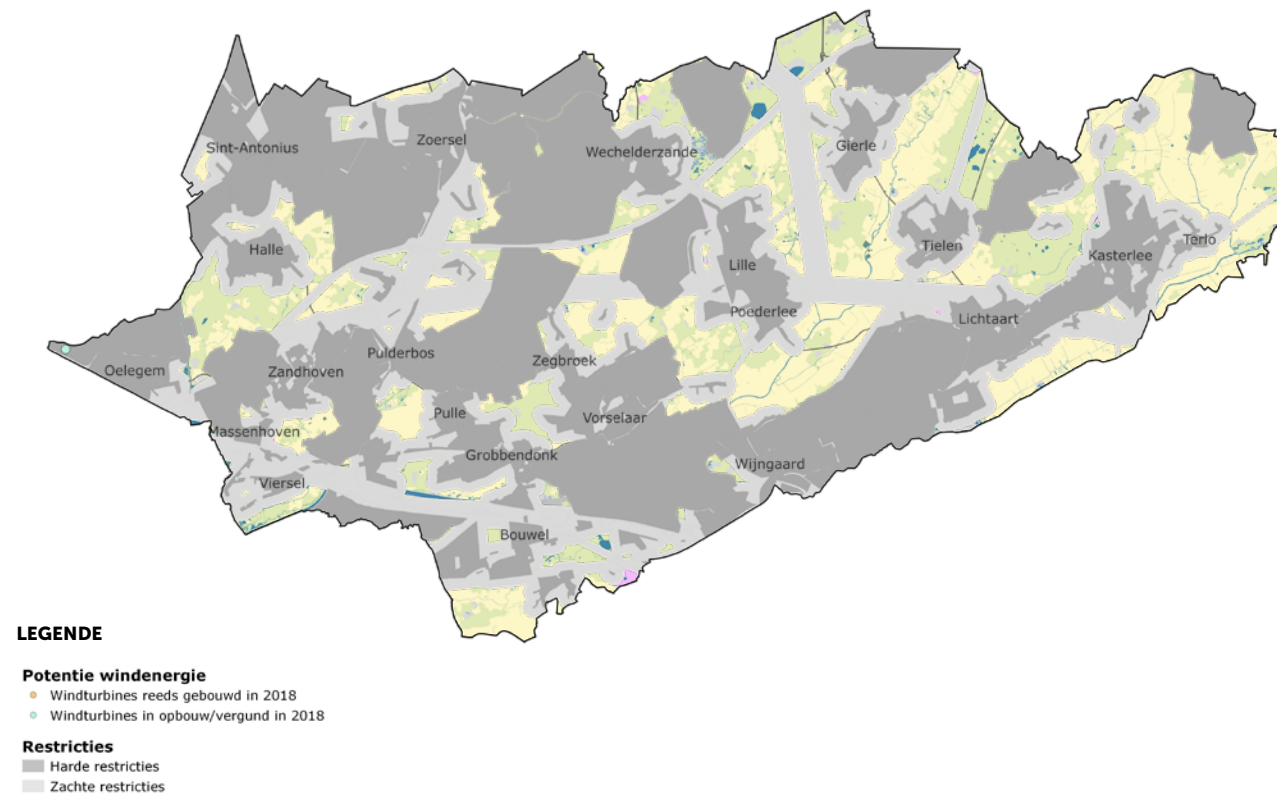 Sint-Antonius
Zoersel
Wechelderzande
Gierle
Halle
Tielen
Terlo
Kasterlee
Lille
Poederlee
Lichtaart
Pulderbos
Zegbroek
Oelegem
Zandhoven
Pulle
Vorselaar
Massenhoven
Grobbendonk
Wijngaard
Viersel
Bouwel
LEGENDE
Potentie windenergie
Windturbines reeds gebouwd in 2018
Windturbines in opbouw/vergund in 2018
Restricties
Harde restricties
Zachte restricties